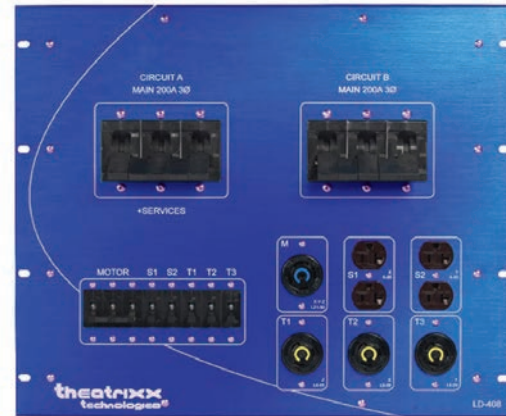 CIRCUIT A
MAIN 200A 3Ø
CIRCUIT B
MAIN 200A 3Ø
+SERVICES
MOTOR S1 S2 T1 T2 T3
M
S1
S2
T1
T2
T3
theatrixx
technologies
LD-408